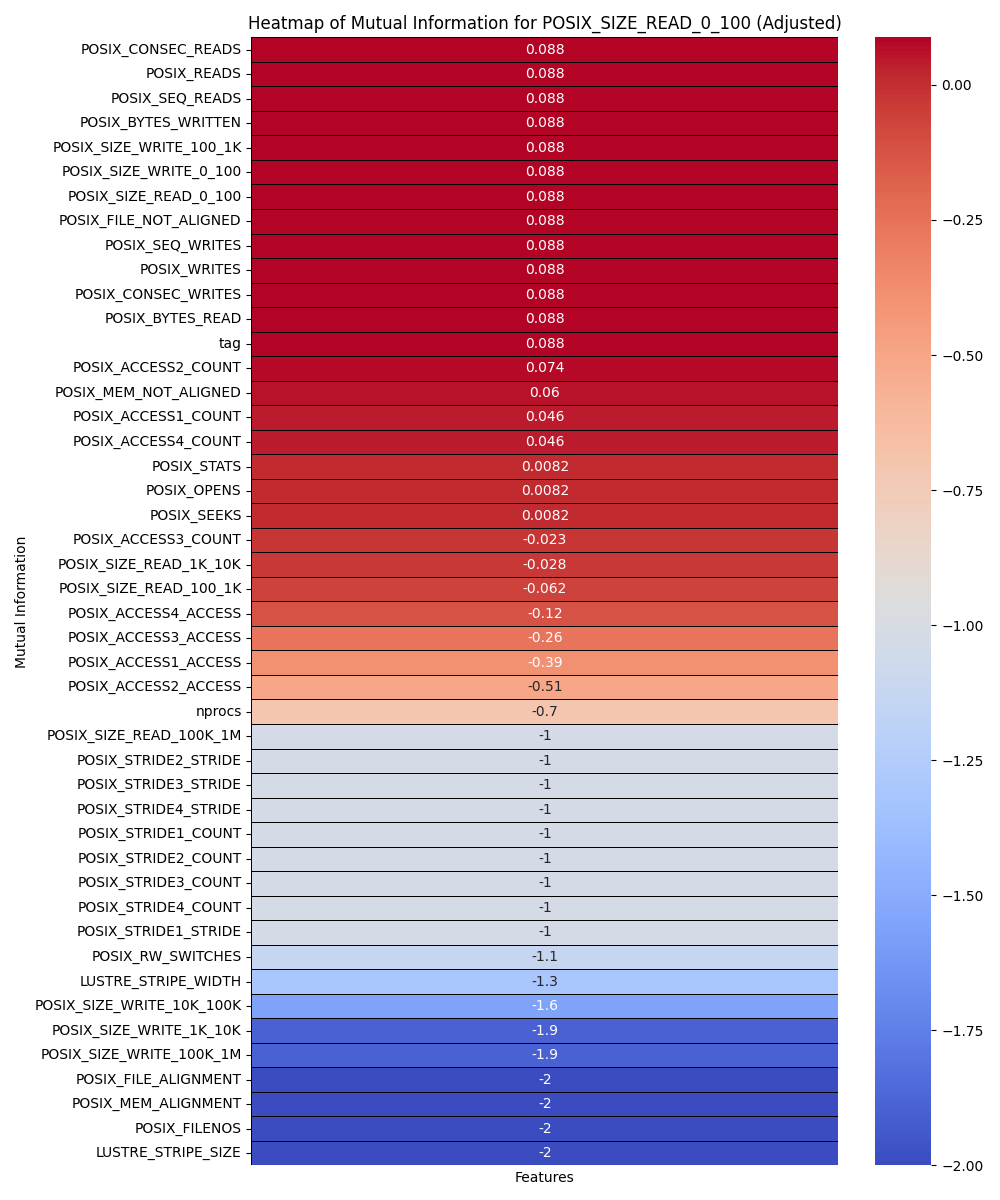 Heatmap of Mutual Information for POSIX_SIZE_READ_0_100 (Adjusted)
POSIX_CONSEC_READS 0.088
POSIX_READS 0.088
POSIX_SEQ_READS 0.088
POSIX_BYTES_WRITTEN 0.088
POSIX_SIZE_WRITE_100_1K 0.088
POSIX_SIZE_WRITE_0_100 0.088
POSIX_SIZE_READ_0_100 0.088
POSIX_FILE_NOT_ALIGNED 0.088
POSIX_SEQ_WRITES 0.088
POSIX_WRITES 0.088
POSIX_CONSEC_WRITES 0.088
POSIX_BYTES_READ 0.088
tag 0.088
POSIX_ACCESS2_COUNT 0.074
POSIX_MEM_NOT_ALIGNED 0.06
POSIX_ACCESS1_COUNT 0.046
POSIX_ACCESS4_COUNT 0.046
POSIX_STATS 0.0082
POSIX_OPENS 0.0082
POSIX_SEEKS 0.0082
POSIX_ACCESS3_COUNT -0.023
POSIX_SIZE_READ_1K_10K -0.028
POSIX_SIZE_READ_100_1K -0.062
POSIX_ACCESS4_ACCESS -0.12
POSIX_ACCESS3_ACCESS -0.26
POSIX_ACCESS1_ACCESS -0.39
POSIX_ACCESS2_ACCESS -0.51
nprocs -0.7
POSIX_SIZE_READ_100K_1M -1
POSIX_STRIDE2_STRIDE -1
POSIX_STRIDE3_STRIDE -1
POSIX_STRIDE4_STRIDE -1
POSIX_STRIDE1_COUNT -1
POSIX_STRIDE2_COUNT -1
POSIX_STRIDE3_COUNT -1
POSIX_STRIDE4_COUNT -1
POSIX_STRIDE1_STRIDE -1
POSIX_RW_SWITCHES -1.1
LUSTRE_STRIPE_WIDTH -1.3
POSIX_SIZE_WRITE_10K_100K -1.6
POSIX_SIZE_WRITE_1K_10K -1.9
POSIX_SIZE_WRITE_100K_1M -1.9
POSIX_FILE_ALIGNMENT -2
POSIX_MEM_ALIGNMENT -2
POSIX_FILENOS -2
LUSTRE_STRIPE_SIZE -2
Mutual Information
Features
0.00
−0.25
−0.50
−0.75
−1.00
−1.25
−1.50
−1.75
−2.00